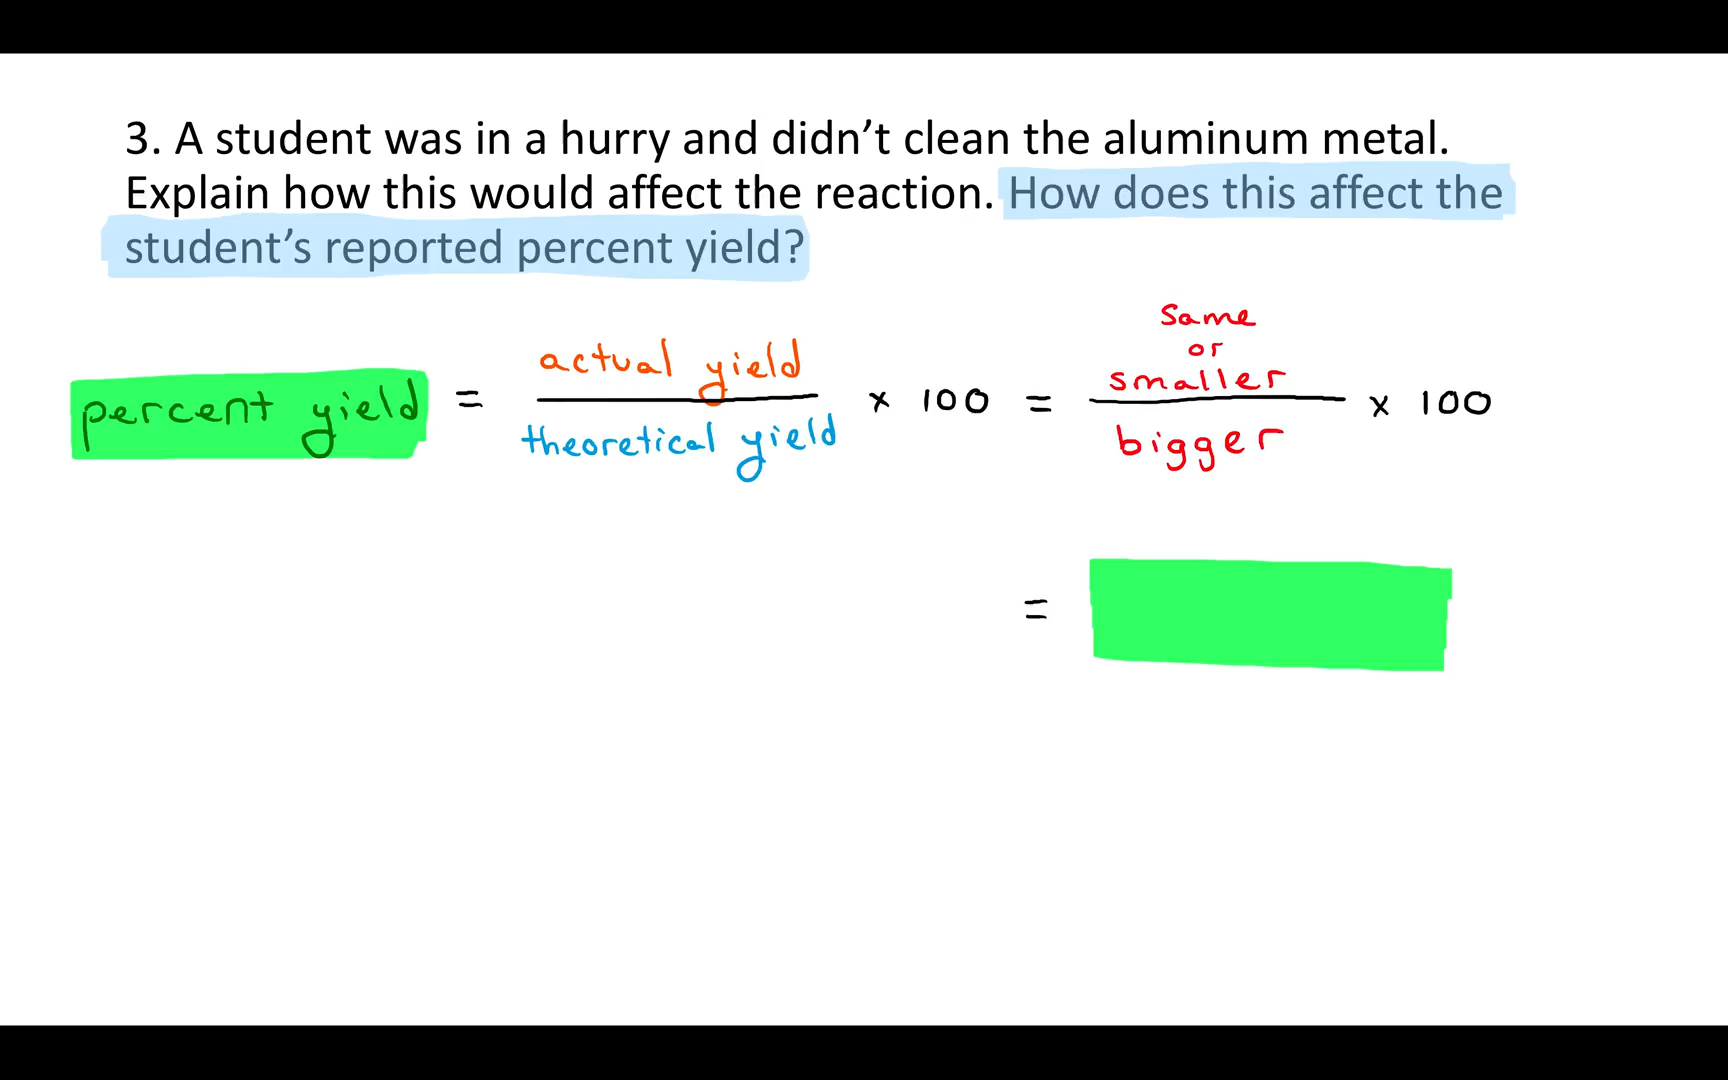 3. A student was in a hurry and didn’t clean the aluminum metal.
Explain how this would affect the reaction. How does this affect the
student’s reported percent yield?
percent yield = actual yield / theoretical yield x 100 = same or smaller / bigger x 100
=